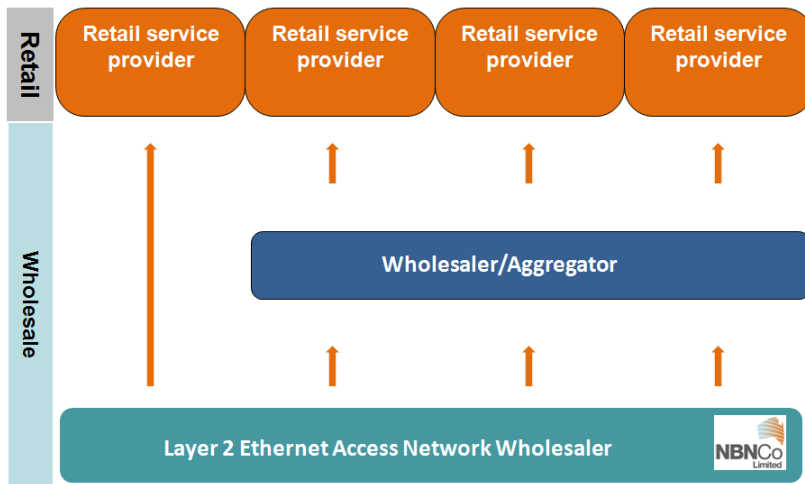 Retail
Retail service
provider
Retail service
provider
Retail service
provider
Retail service
provider
Wholesale
Wholesaler/Aggregator
Layer 2 Ethernet Access Network Wholesaler
NBNCo
Limited